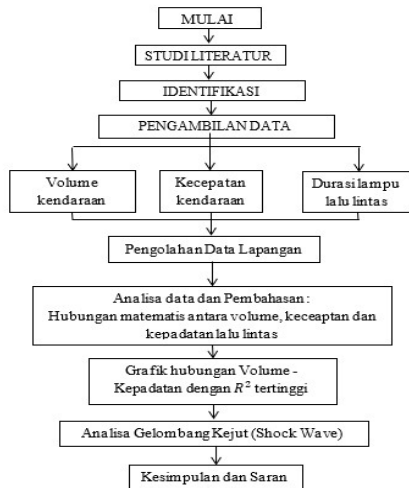 MULAI
STUDI LITERATUR
IDENTIFIKASI
PENGAMBILAN DATA
Volume
kendaraan
Kecepatan
kendaraan
Durasi lampu
lalu lintas
Pengolahan Data Lapangan
Analisa data dan Pembahasan :
Hubungan matematis antara volume, keceaptan dan
kepadatan lalu lintas
Grafik hubungan Volume -
Kepadatan dengan R² tertinggi
Analisa Gelombang Kejut (Shock Wave)
Kesimpulan dan Saran